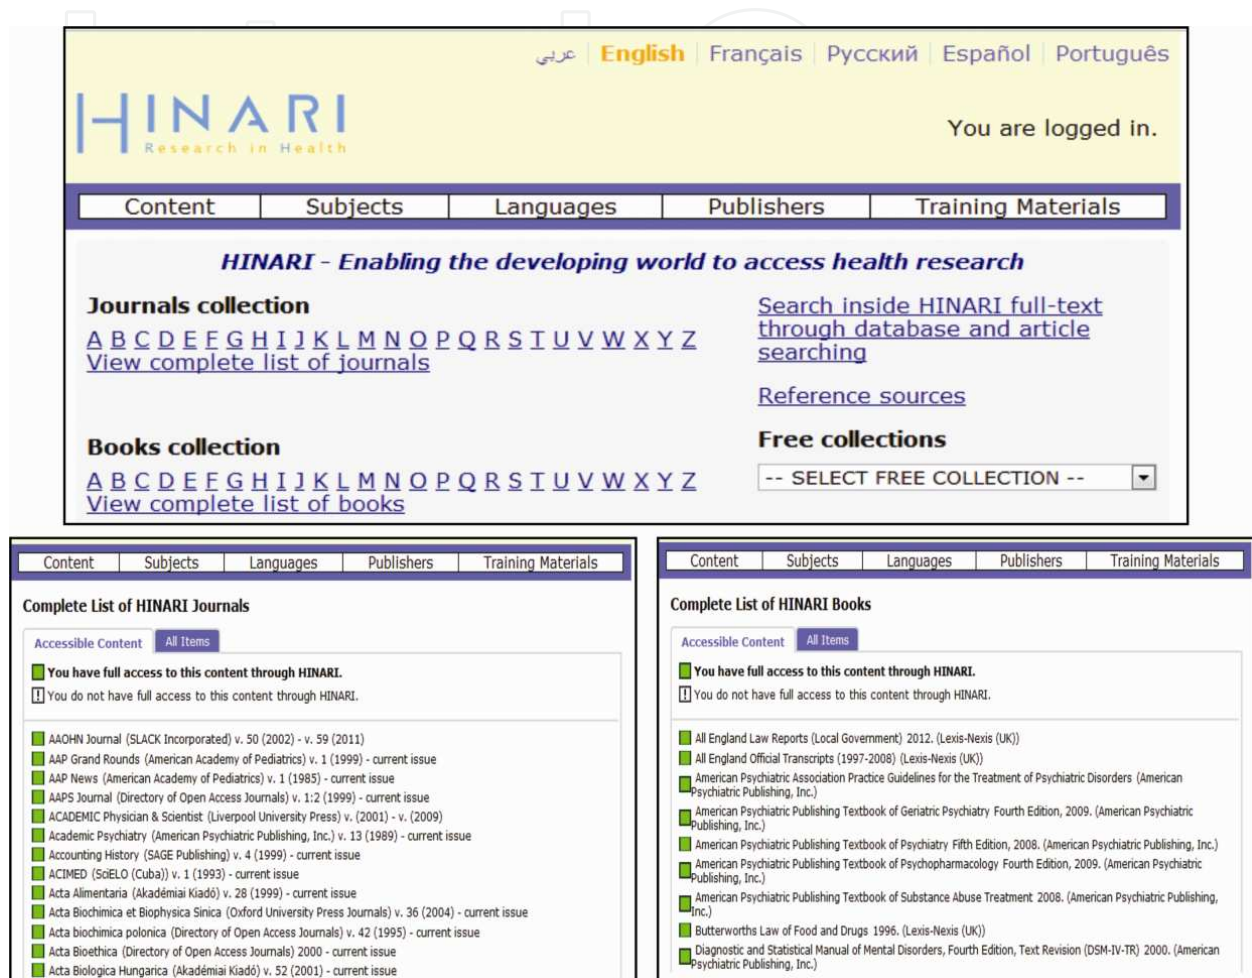 عربي English Français Русский Español Português
HINARI
Research in Health
You are logged in.
Content Subjects Languages Publishers Training Materials
HINARI - Enabling the developing world to access health research
Journals collection
A B C D E F G H I J K L M N O P Q R S T U V W X Y Z
View complete list of journals
Search inside HINARI full-text
through database and article
searching
Reference sources
Books collection
A B C D E F G H I J K L M N O P Q R S T U V W X Y Z
View complete list of books
Free collections
-- SELECT FREE COLLECTION --
Content Subjects Languages Publishers Training Materials
Complete List of HINARI Journals
Accessible Content All Items
You have full access to this content through HINARI.
! You do not have full access to this content through HINARI.
AAOHN Journal (SLACK Incorporated) v. 50 (2002) - v. 59 (2011)
AAP Grand Rounds (American Academy of Pediatrics) v. 1 (1999) - current issue
AAP News (American Academy of Pediatrics) v. 1 (1985) - current issue
AAPS Journal (Directory of Open Access Journals) v. 1:2 (1999) - current issue
ACADEMIC Physician & Scientist (Liverpool University Press) v. (2001) - v. (2009)
Academic Psychiatry (American Psychiatric Publishing, Inc.) v. 13 (1989) - current issue
Accounting History (SAGE Publishing) v. 4 (1999) - current issue
ACIMED (SciELO (Cuba)) v. 1 (1993) - current issue
Acta Alimentaria (Akadémiai Kiadó) v. 28 (1999) - current issue
Acta Biochimica et Biophysica Sinica (Oxford University Press Journals) v. 36 (2004) - current issue
Acta biochimica polonica (Directory of Open Access Journals) v. 42 (1995) - current issue
Acta Bioethica (Directory of Open Access Journals) 2000 - current issue
Acta Biologica Hungarica (Akadémiai Kiadó) v. 52 (2001) - current issue
Content Subjects Languages Publishers Training Materials
Complete List of HINARI Books
Accessible Content All Items
You have full access to this content through HINARI.
! You do not have full access to this content through HINARI.
All England Law Reports (Local Government) 2012. (Lexis-Nexis (UK))
All England Official Transcripts (1997-2008) (Lexis-Nexis (UK))
American Psychiatric Association Practice Guidelines for the Treatment of Psychiatric Disorders (American
Psychiatric Publishing, Inc.)
American Psychiatric Publishing Textbook of Geriatric Psychiatry Fourth Edition, 2009. (American Psychiatric
Publishing, Inc.)
American Psychiatric Publishing Textbook of Psychiatry Fifth Edition, 2008. (American Psychiatric Publishing, Inc.)
American Psychiatric Publishing Textbook of Psychopharmacology Fourth Edition, 2009. (American Psychiatric
Publishing, Inc.)
American Psychiatric Publishing Textbook of Substance Abuse Treatment 2008. (American Psychiatric Publishing,
Inc.)
Butterworths Law of Food and Drugs 1996. (Lexis-Nexis (UK))
Diagnostic and Statistical Manual of Mental Disorders, Fourth Edition, Text Revision (DSM-IV-TR) 2000. (American
Psychiatric Publishing, Inc.)